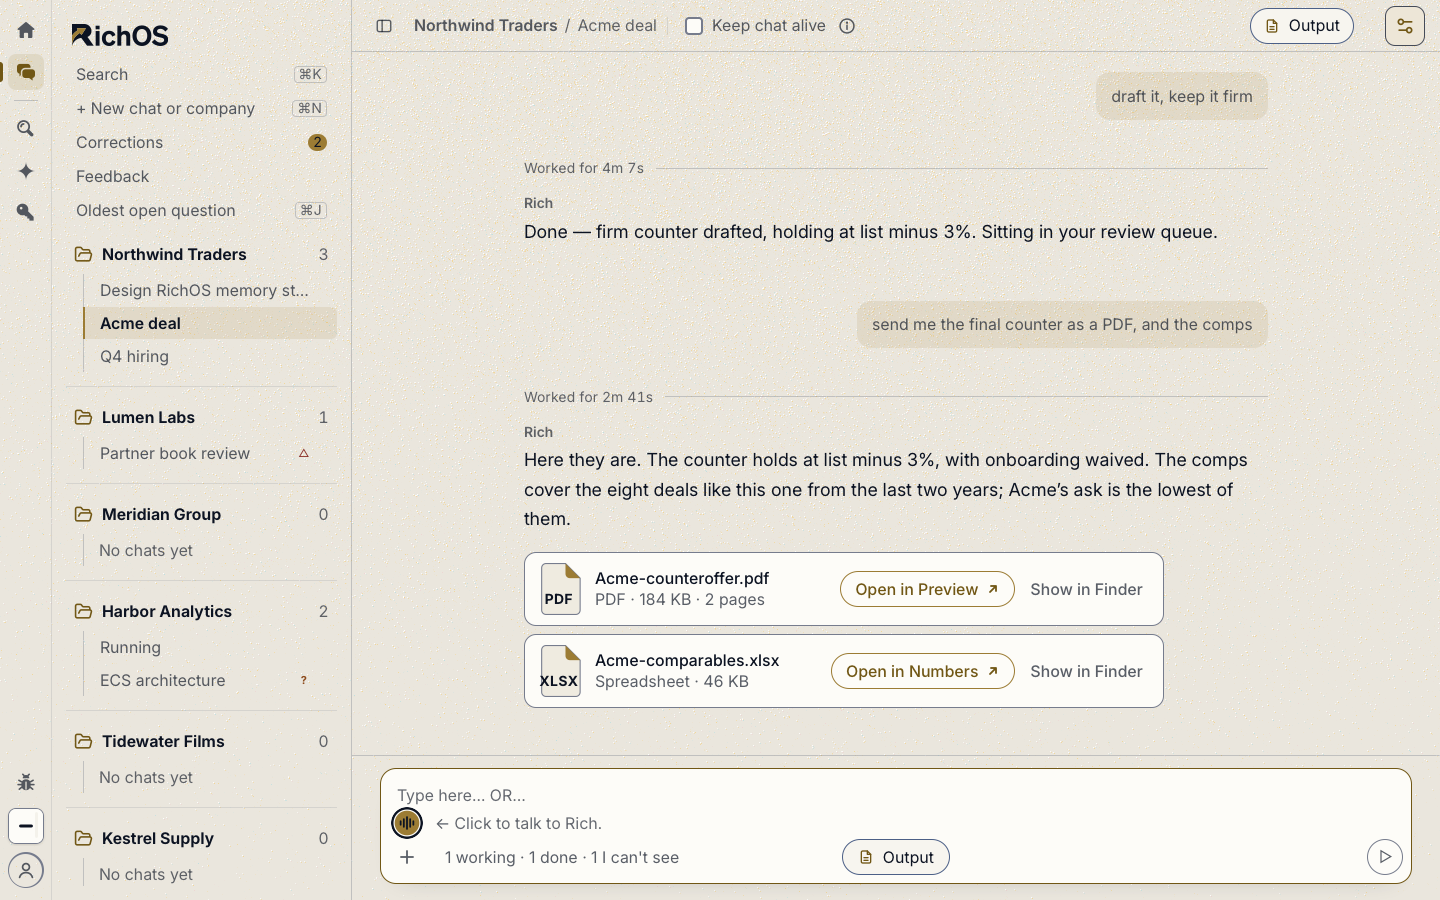 RichOS
Search ⌘K
+ New chat or company ⌘N
Corrections 2
Feedback
Oldest open question ⌘J
Northwind Traders 3
Design RichOS memory st...
Acme deal
Q4 hiring
Lumen Labs 1
Partner book review
Meridian Group 0
No chats yet
Harbor Analytics 2
Running
ECS architecture ?
Tidewater Films 0
No chats yet
Kestrel Supply 0
No chats yet
Northwind Traders / Acme deal
Keep chat alive
Output
draft it, keep it firm
Worked for 4m 7s
Rich
Done — firm counter drafted, holding at list minus 3%. Sitting in your review queue.
send me the final counter as a PDF, and the comps
Worked for 2m 41s
Rich
Here they are. The counter holds at list minus 3%, with onboarding waived. The comps
cover the eight deals like this one from the last two years; Acme’s ask is the lowest of
them.
PDF
Acme-counteroffer.pdf
PDF · 184 KB · 2 pages
Open in Preview ↗
Show in Finder
XLSX
Acme-comparables.xlsx
Spreadsheet · 46 KB
Open in Numbers ↗
Show in Finder
Type here... OR...
← Click to talk to Rich.
1 working · 1 done · 1 I can't see
Output